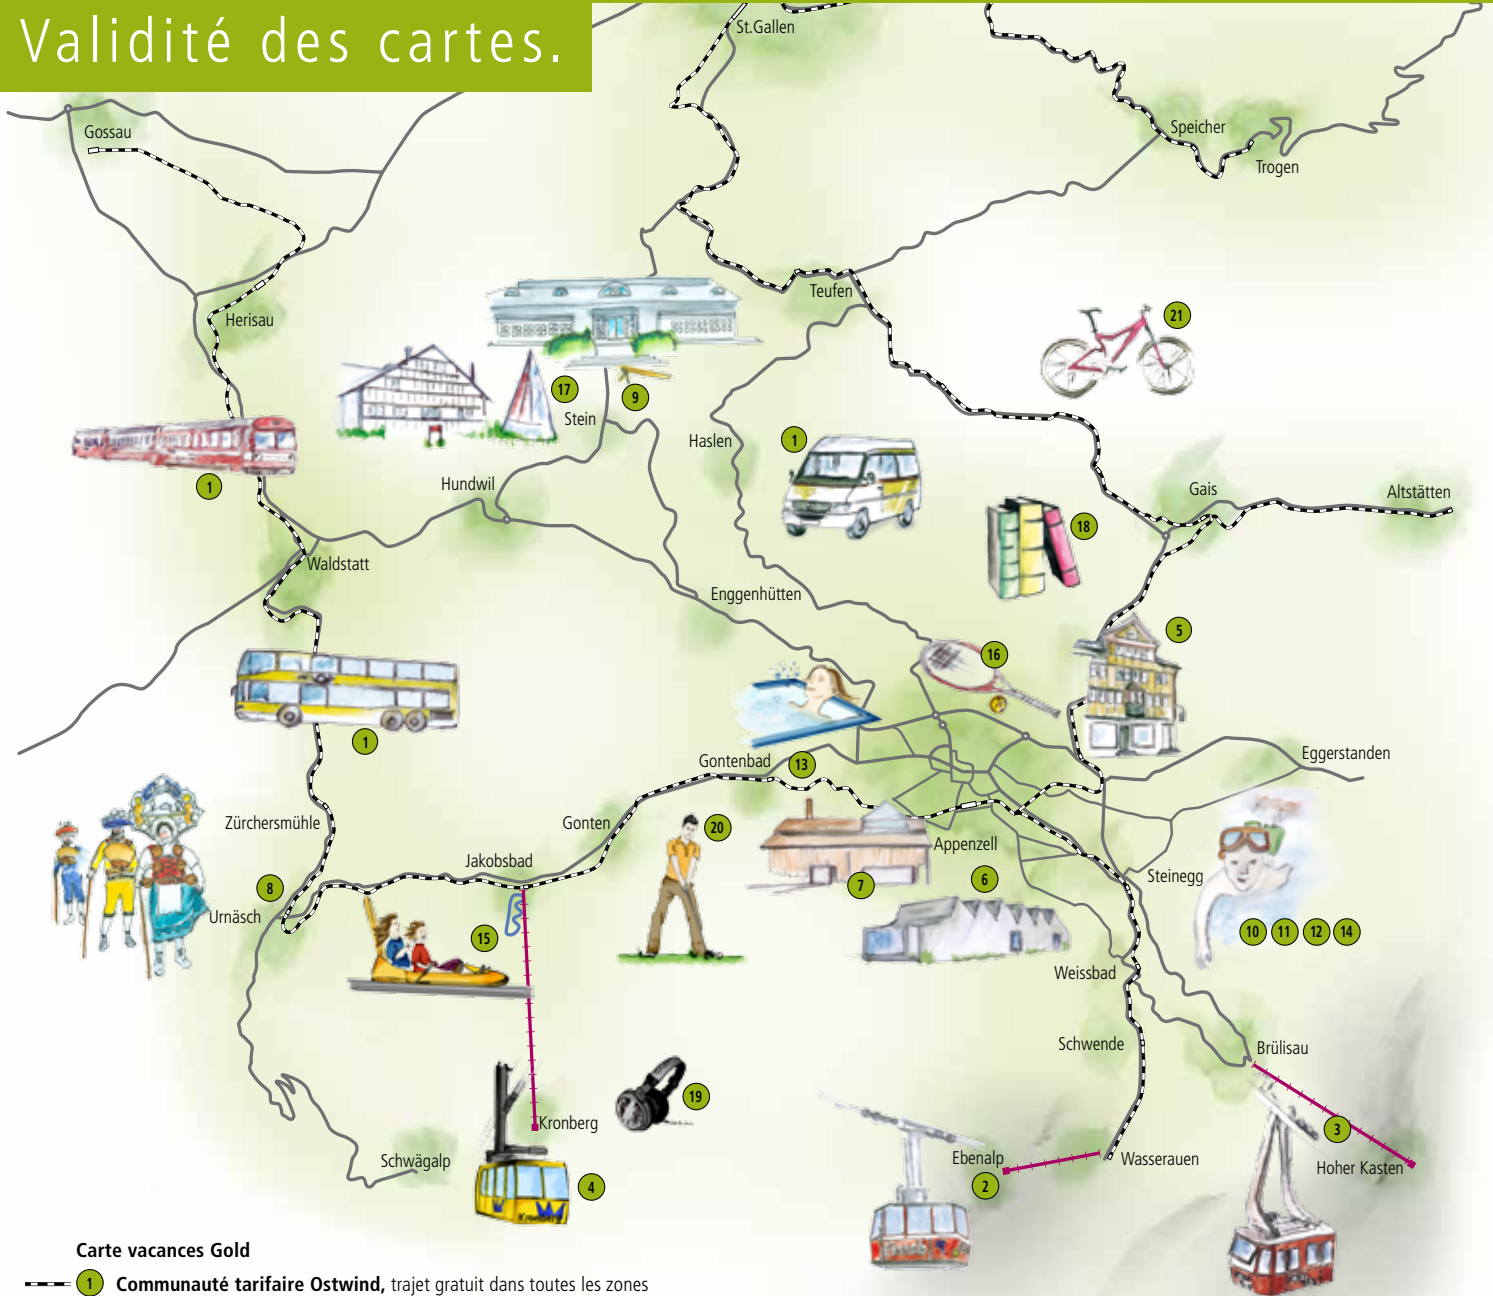 Validité des cartes.
St.Gallen
Gossau
Speicher
Trogen
Herisau
Teufen
21
17
9
Stein
Haslen
1
1
Hundwil
Gais
Altstätten
18
Waldstatt
Enggenhütten
5
16
1
Gontenbad
13
Eggerstanden
Zürchersmühle
Gonten
20
Appenzell
Jakobsbad
7
6
Steinegg
8
Urnäsch
15
10 11 12 14
Weissbad
Schwende
Brülisau
19
Kronberg
3
Schwägalp
Ebenalp
Wasserauen
Hoher Kasten
4
2
Kronberg
Carte vacances Gold
1 Communauté tarifaire Ostwind, trajet gratuit dans toutes les zones